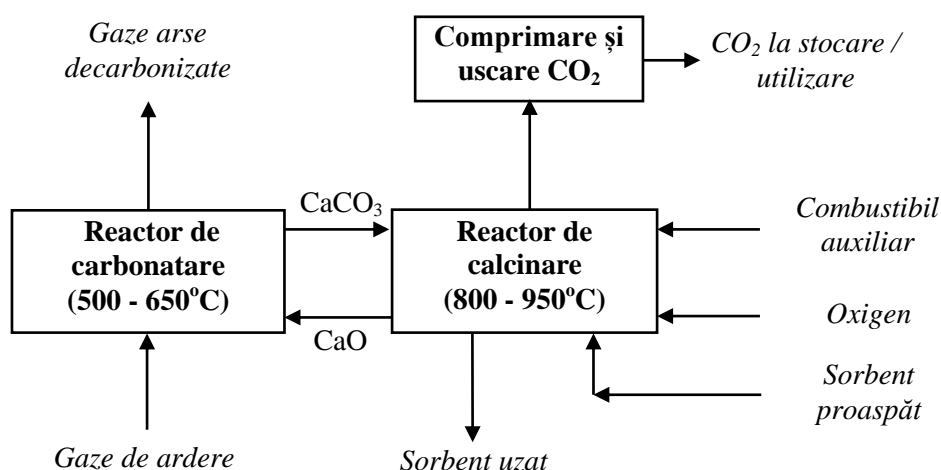 Gaze arse
decarbonizate
Comprimare și
uscare CO₂
CO₂ la stocare /
utilizare
CaCO₃
Reactor de
carbonatare
(500 - 650ᵒC)
Reactor de
calcinare
(800 - 950ᵒC)
Combustibil
auxiliar
CaO
Oxigen
Sorbent
proaspăt
Gaze de ardere
Sorbent uzat